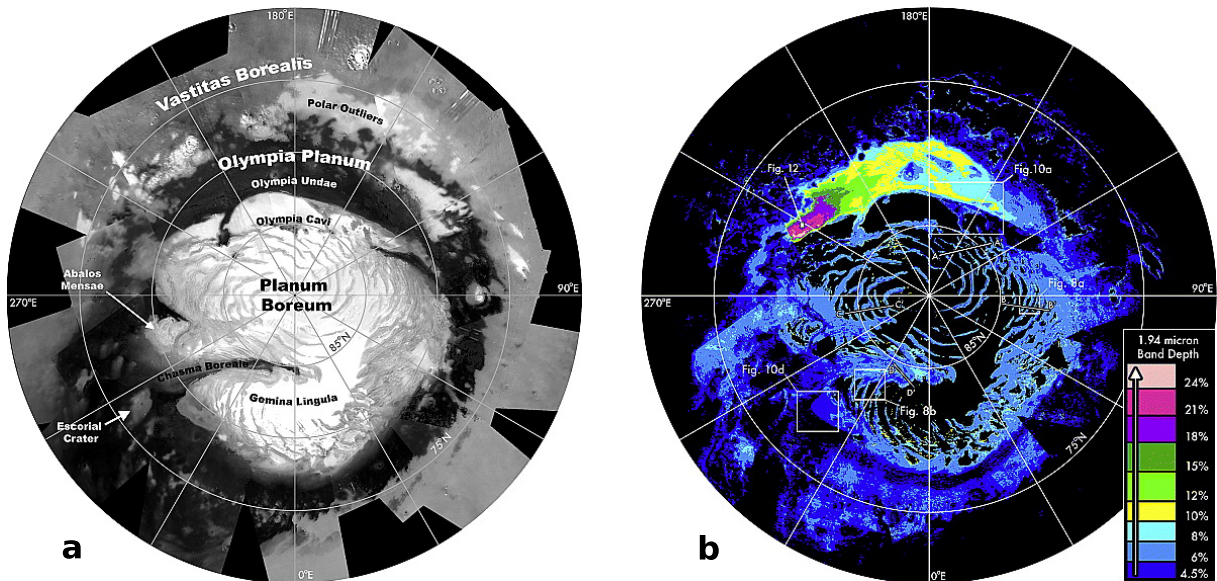 180°E
Vastitas Borealis
Polar Outliers
Olympia Planum
Olympia Undae
Olympia Cavi
Abalos
Mensae
Planum
Boreum
270°E
90°E
85°N
Chasma Boreale
Gemina Lingula
Escorial
Crater
75°N
0°E
a
180°E
Fig. 12
Fig.10a
A
270°E
90°E
Fig. 8a
C
B
B'
85°N
Fig. 10d
D
Fig. 8b
75°N
0°E
b
1.94 micron
Band Depth
24%
21%
18%
15%
12%
10%
8%
6%
4.5%